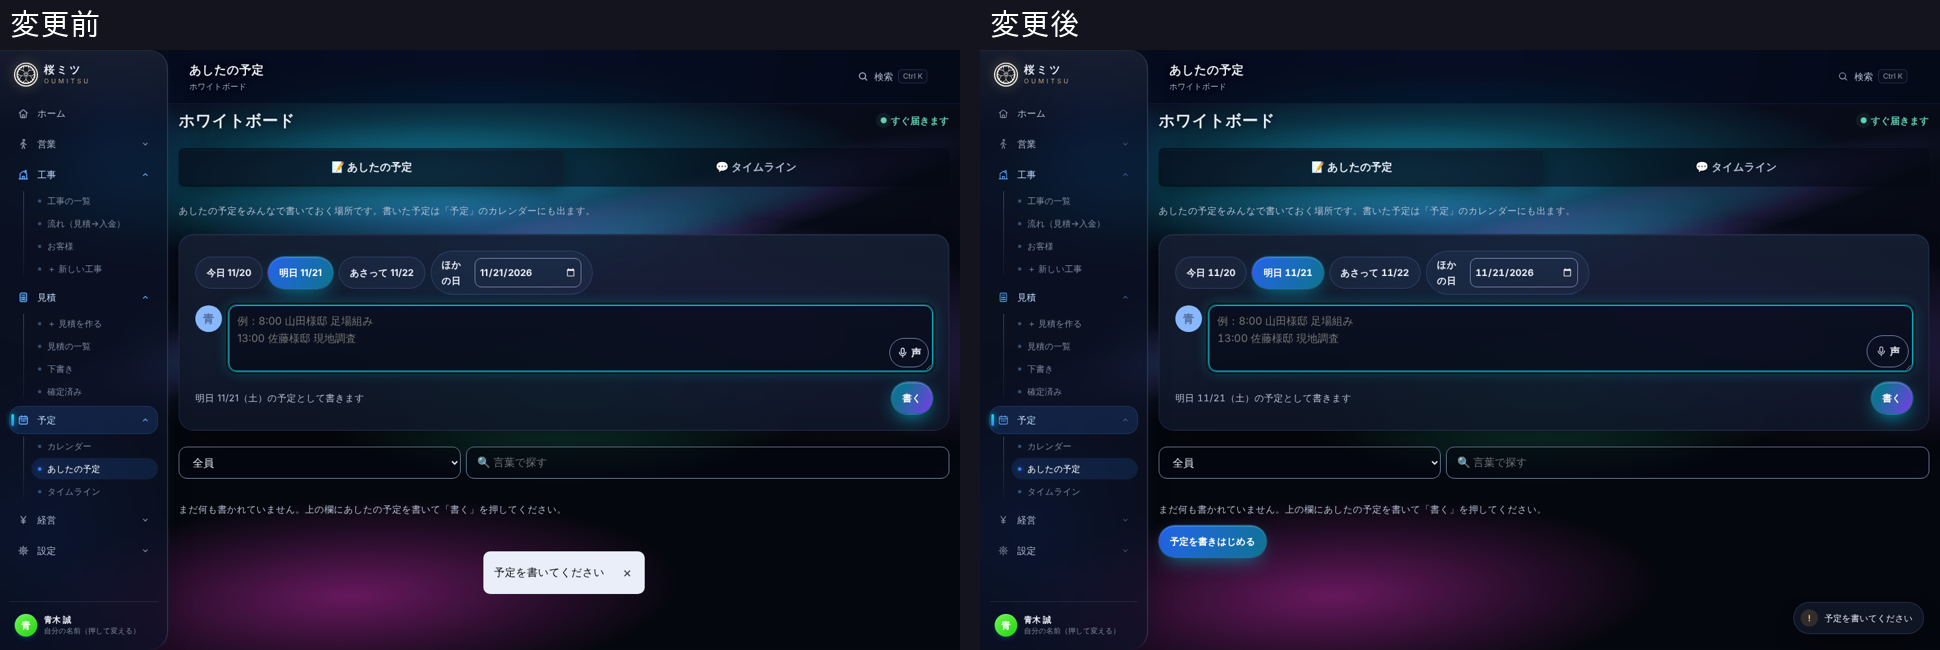 変更前
桜ミツ
OUMITSU
ホーム
営業
工事
工事の一覧
流れ（見積→入金）
お客様
＋ 新しい工事
見積
＋ 見積を作る
見積の一覧
下書き
確定済み
予定
カレンダー
あしたの予定
タイムライン
経営
設定
青
青木 誠
自分の名前（押して変える）
あしたの予定
ホワイトボード
検索 Ctrl K
ホワイトボード
すぐ届きます
📝 あしたの予定
💬 タイムライン
あしたの予定をみんなで書いておく場所です。書いた予定は「予定」のカレンダーにも出ます。
今日 11/20
明日 11/21
あさって 11/22
ほか
の日
11/21/2026
青
例：8:00 山田様邸 足場組み
13:00 佐藤様邸 現地調査
声
明日 11/21（土）の予定として書きます
書く
全員
🔍 言葉で探す
まだ何も書かれていません。上の欄にあしたの予定を書いて「書く」を押してください。
予定を書いてください ×
変更後
桜ミツ
OUMITSU
ホーム
営業
工事
工事の一覧
流れ（見積→入金）
お客様
＋ 新しい工事
見積
＋ 見積を作る
見積の一覧
下書き
確定済み
予定
カレンダー
あしたの予定
タイムライン
経営
設定
青
青木 誠
自分の名前（押して変える）
あしたの予定
ホワイトボード
検索 Ctrl K
ホワイトボード
すぐ届きます
📝 あしたの予定
💬 タイムライン
あしたの予定をみんなで書いておく場所です。書いた予定は「予定」のカレンダーにも出ます。
今日 11/20
明日 11/21
あさって 11/22
ほか
の日
11/21/2026
青
例：8:00 山田様邸 足場組み
13:00 佐藤様邸 現地調査
声
明日 11/21（土）の予定として書きます
書く
全員
🔍 言葉で探す
まだ何も書かれていません。上の欄にあしたの予定を書いて「書く」を押してください。
予定を書きはじめる
! 予定を書いてください